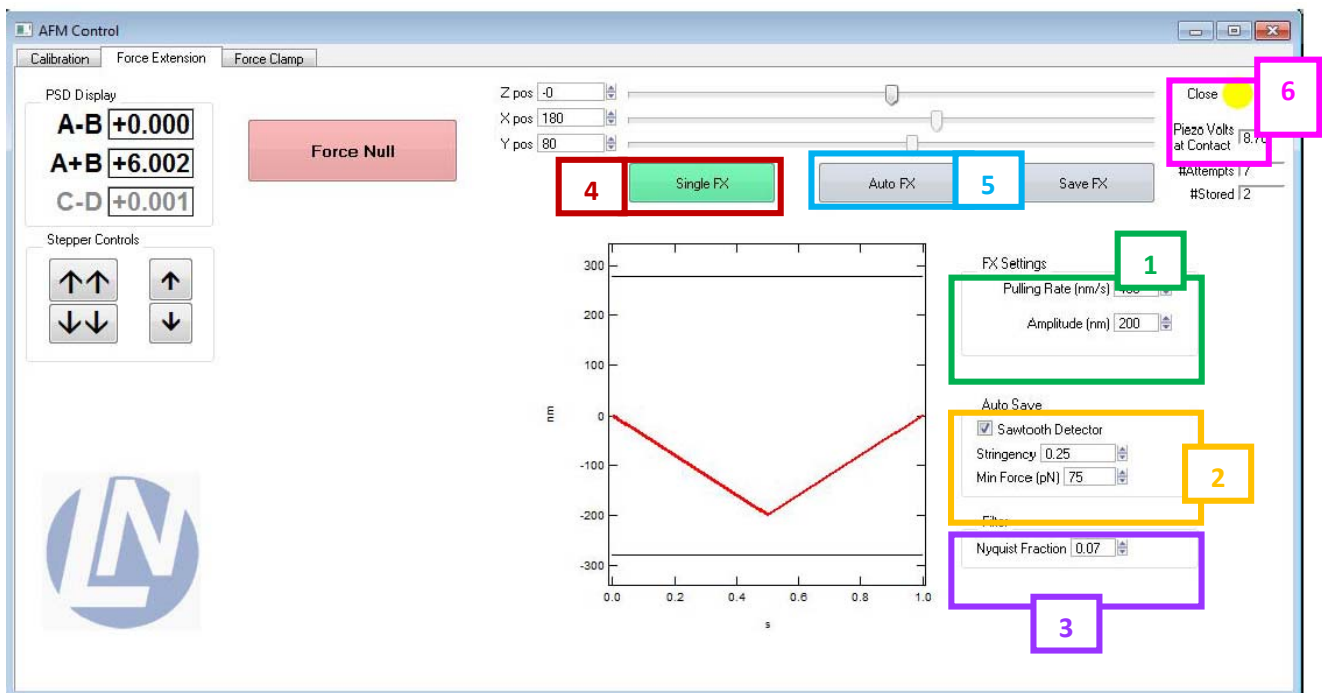 AFM Control
Calibration Force Extension Force Clamp
PSD Display
A-B +0.000
A+B +6.002
C-D +0.001
Force Null
Z pos -0
X pos 180
Y pos 80
Close
6
Piezo Volts
at Contact
#Attempts 7
#Stored 2
4
Single FX
Auto FX
5
Save FX
Stepper Controls
FX Settings
1
Pulling Rate (nm/s)
Amplitude (nm) 200
Auto Save
Sawtooth Detector
Stringency 0.25
Min Force (pN) 75
2
Filter
Nyquist Fraction 0.07
3
300
200
100
0
-100
-200
-300
nm
0.0 0.2 0.4 0.6 0.8 1.0
s
LN